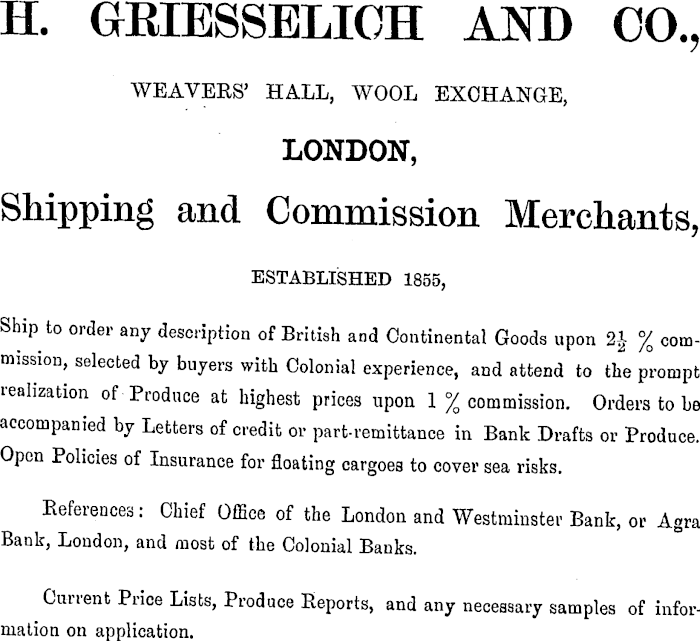 H. GRIESSELICH AND CO.,
WEAVERS' HALL, WOOL EXCHANGE,
LONDON,
Shipping and Commission Merchants,
ESTABLISHED 1855,
Ship to order any description of British and Continental Goods upon 2½ % com-
mission, selected by buyers with Colonial experience, and attend to the prompt
realization of Produce at highest prices upon 1 % commission. Orders to be
accompanied by Letters of credit or part-remittance in Bank Drafts or Produce.
Open Policies of Insurance for floating cargoes to cover sea risks.
References: Chief Office of the London and Westminster Bank, or Agra
Bank, London, and most of the Colonial Banks.
Current Price Lists, Produce Reports, and any necessary samples of infor-
mation on application.